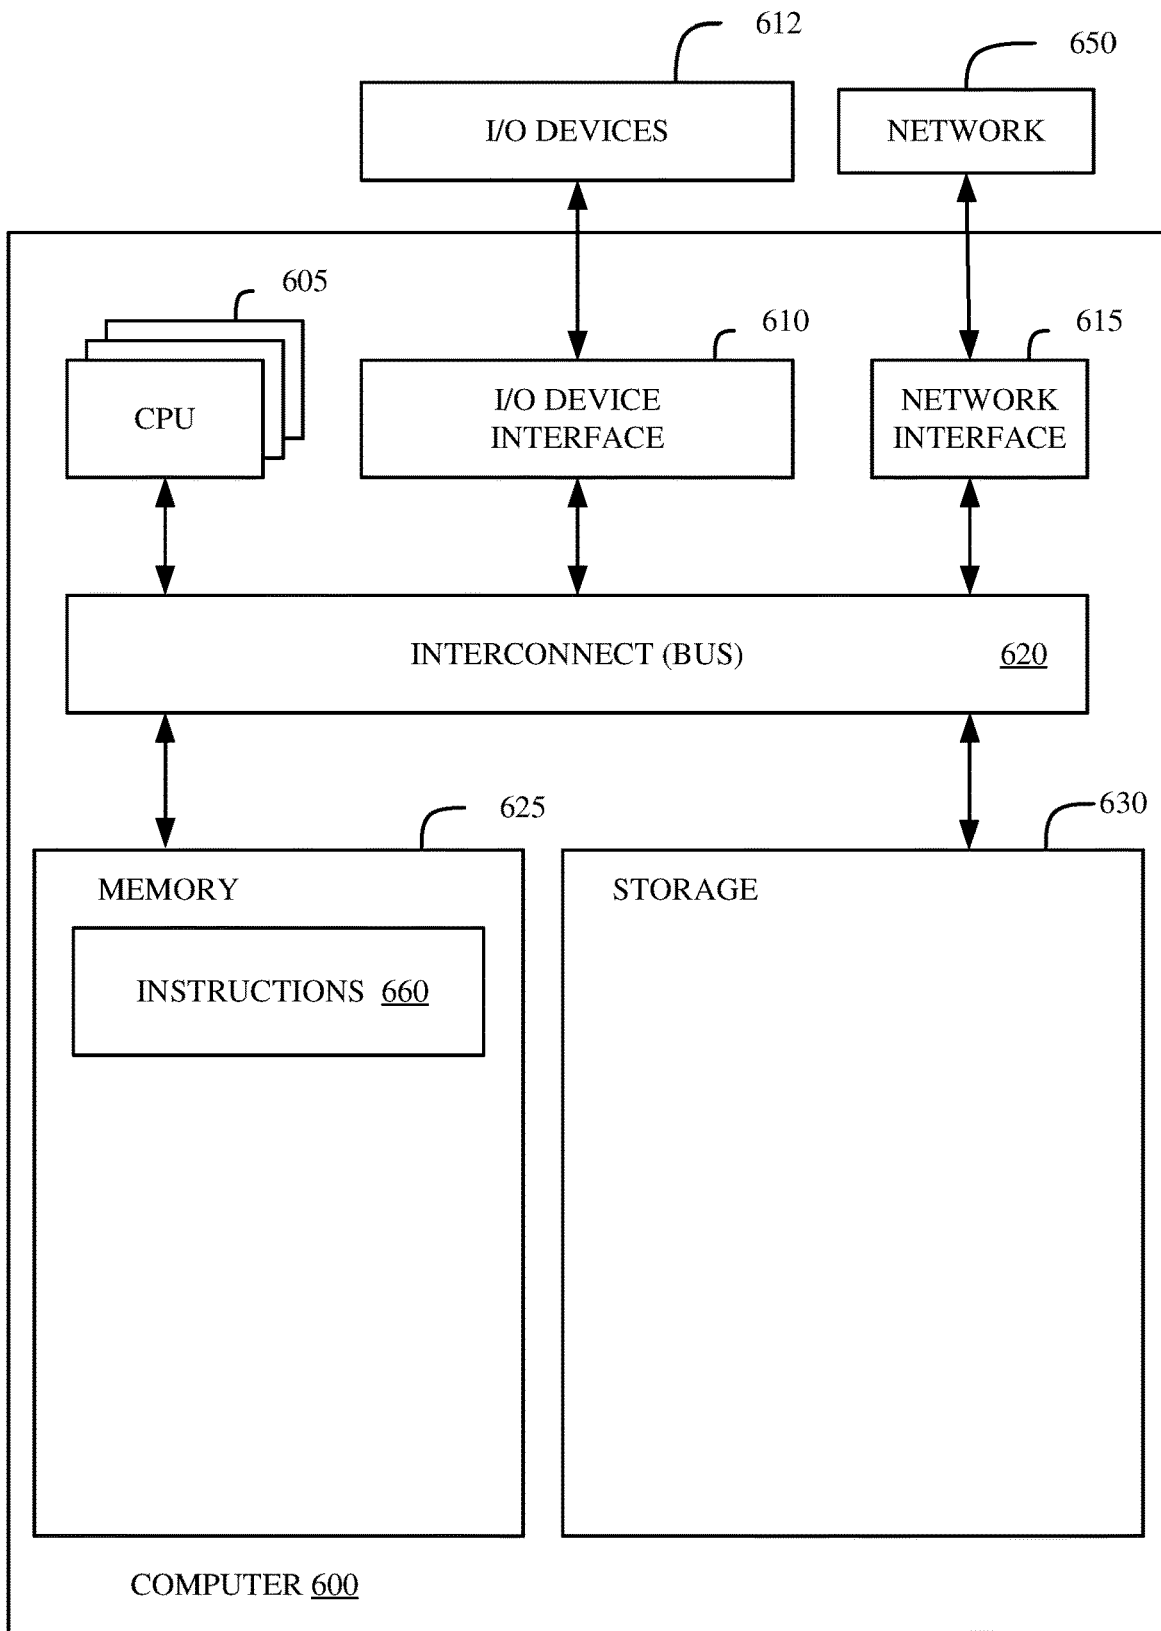 612
650
I/O DEVICES
NETWORK
605
610
615
CPU
I/O DEVICE
INTERFACE
NETWORK
INTERFACE
INTERCONNECT (BUS) 620
625
630
MEMORY
STORAGE
INSTRUCTIONS 660
COMPUTER 600